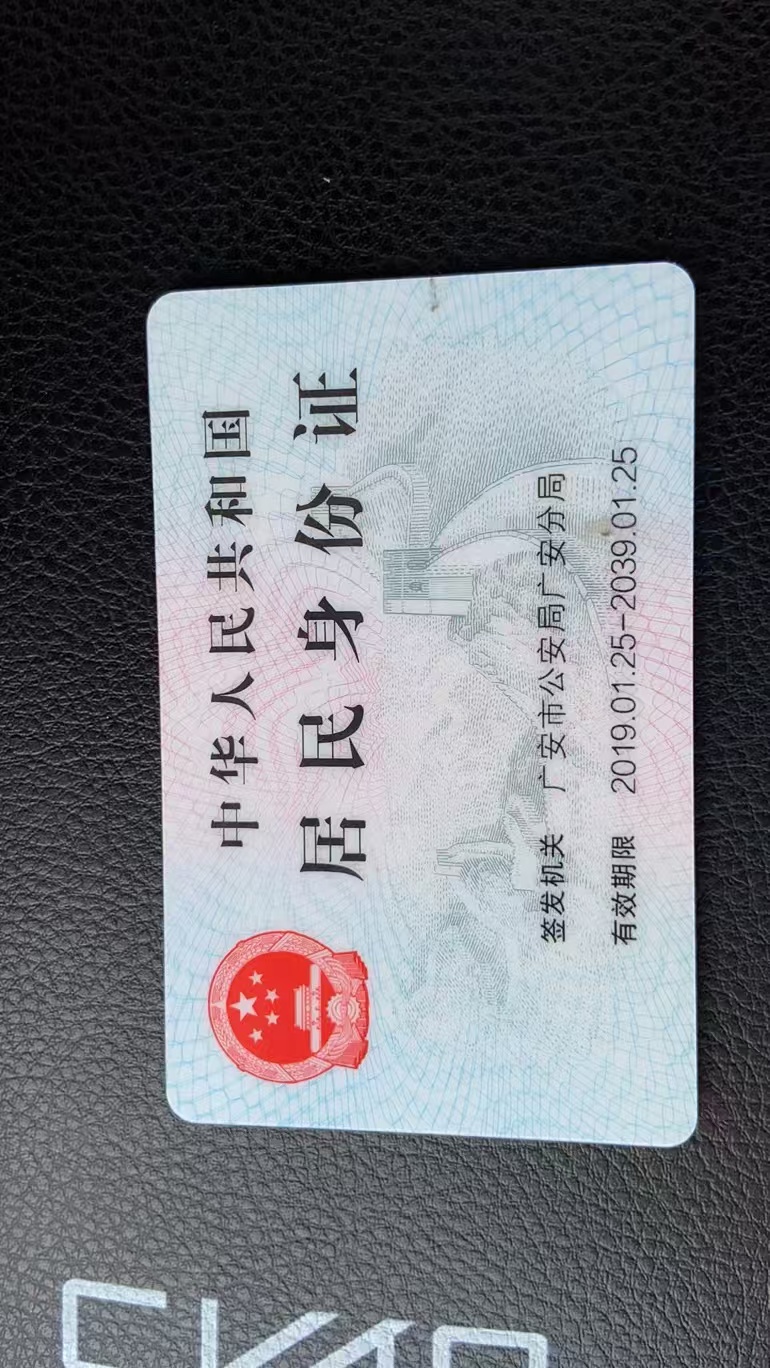 中华人民共和国
居民身份证
签发机关 广安市公安局广安分局
有效期限 2019.01.25-2039.01.25